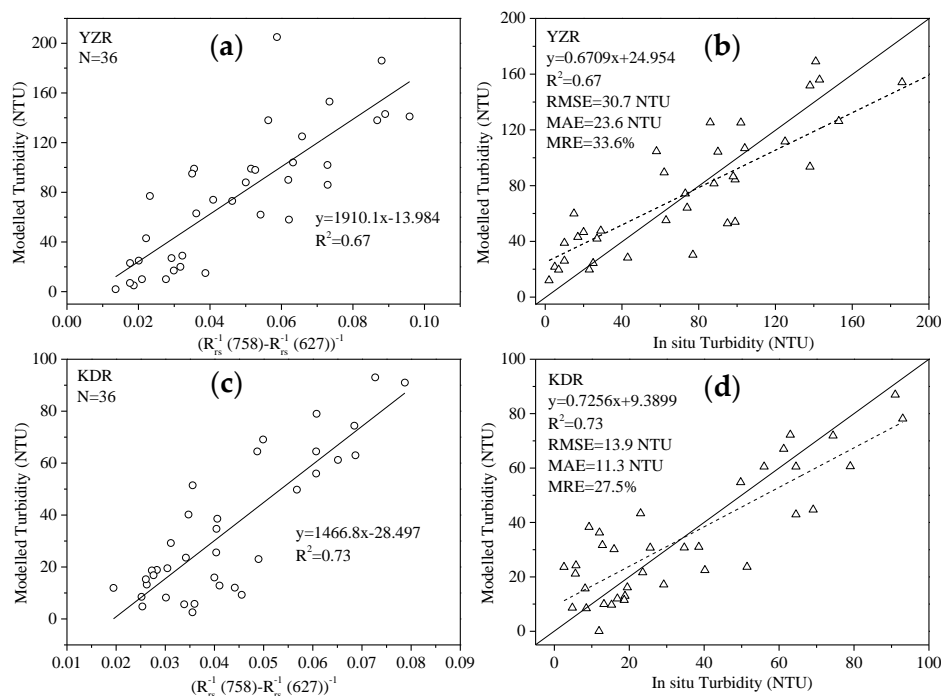 (a)
YZR
N=36
y=1910.1x-13.984
R²=0.67
Modelled Turbidity (NTU)
200
160
120
80
40
0
0.00 0.02 0.04 0.06 0.08 0.10
(R_rs^-1 (758)-R_rs^-1 (627))^-1
(b)
YZR
y=0.6709x+24.954
R²=0.67
RMSE=30.7 NTU
MAE=23.6 NTU
MRE=33.6%
Modelled Turbidity (NTU)
200
160
120
80
40
0
0 40 80 120 160 200
In situ Turbidity (NTU)
(c)
KDR
N=36
y=1466.8x-28.497
R²=0.73
Modelled Turbidity (NTU)
100
80
60
40
20
0
0.01 0.02 0.03 0.04 0.05 0.06 0.07 0.08 0.09
(R_rs^-1 (758)-R_rs^-1 (627))^-1
(d)
KDR
y=0.7256x+9.3899
R²=0.73
RMSE=13.9 NTU
MAE=11.3 NTU
MRE=27.5%
Modelled Turbidity (NTU)
100
80
60
40
20
0
0 20 40 60 80 100
In situ Turbidity (NTU)